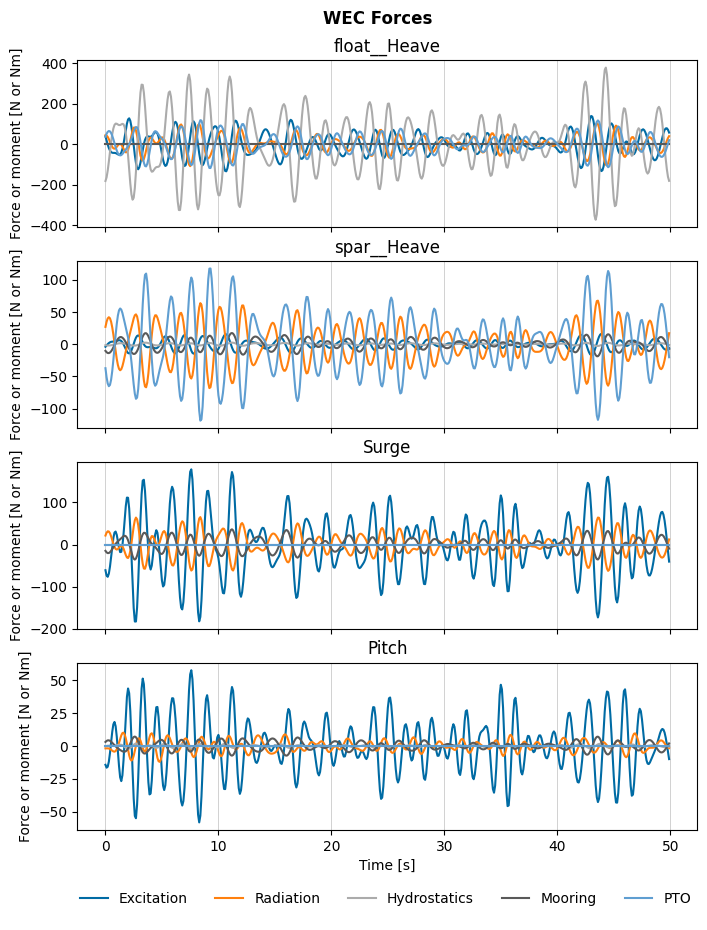 WEC Forces
float__Heave
Force or moment [N or Nm]
400
200
0
−200
−400
spar__Heave
Force or moment [N or Nm]
100
50
0
−50
−100
Surge
Force or moment [N or Nm]
100
0
−100
−200
Pitch
Force or moment [N or Nm]
50
25
0
−25
−50
0 10 20 30 40 50
Time [s]
Excitation Radiation Hydrostatics Mooring PTO